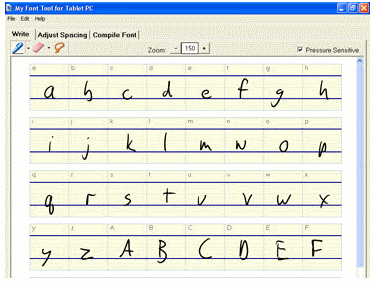 My Font Tool for Tablet PC
File Edit Help
Write Adjust Spacing Compile Font
Zoom: - 150 + Pressure Sensitive
a b c d e f g h
a b c d e f g h
i j k l m n o p
i j k l m n o p
q r s t u v w x
q r s t u v w x
y z A B C D E F
y z A B C D E F